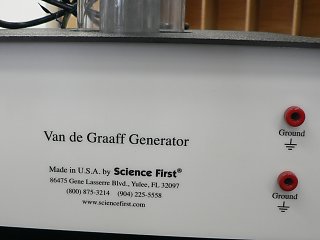 Van de Graaff Generator
Ground
Made in U.S.A. by Science First®
86475 Gene Lasserre Blvd., Yulee, FL 32097
(800) 875-3214 (904) 225-5558
www.sciencefirst.com
Ground